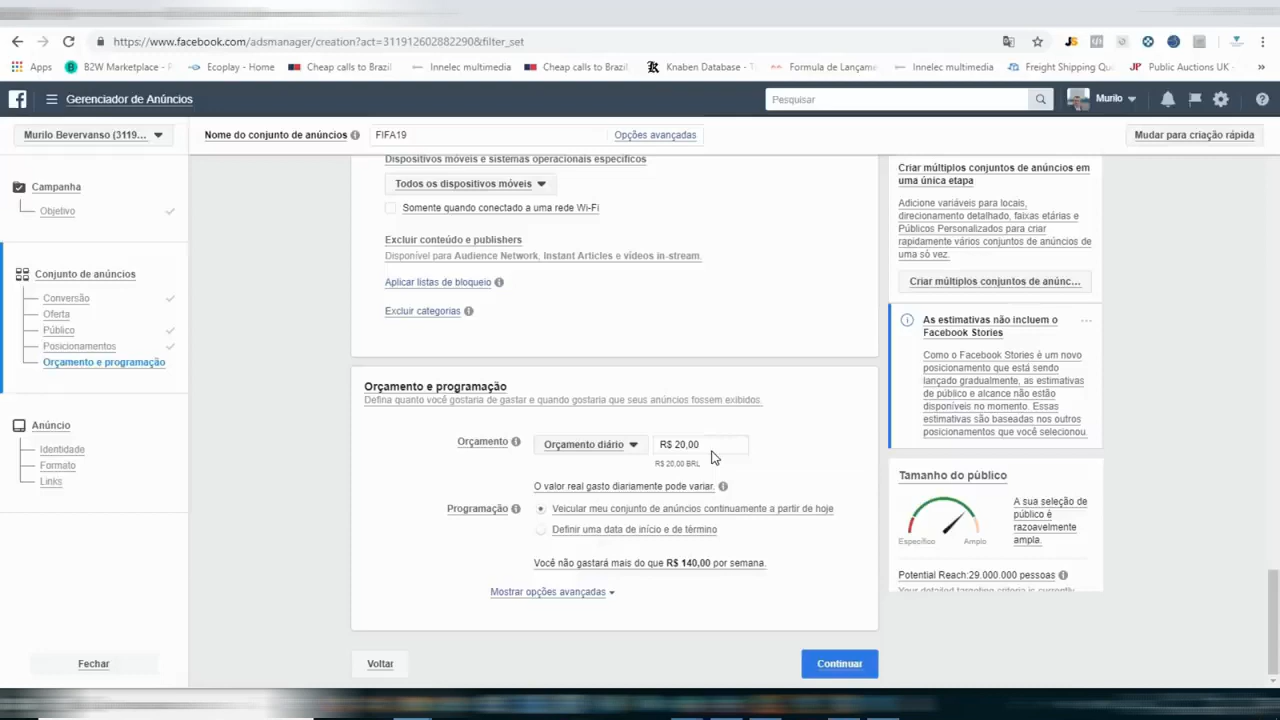 https://www.facebook.com/adsmanager/creation?act=311912602882290&filter_set
Apps
B2W Marketplace - P
Ecoplay - Home
Cheap calls to Brazil
Innelec multimedia
Cheap calls to Brazil
Knaben Database - T
Formula de Lançame
Innelec multimedia
Freight Shipping Qu
JP Public Auctions UK -
»
Gerenciador de Anúncios
Pesquisar
Murilo
Murilo Bevervanso (3119...
Nome do conjunto de anúncios
FIFA19
Opções avançadas
Mudar para criação rápida
Campanha
Objetivo
Conjunto de anúncios
Conversão
Oferta
Público
Posicionamentos
Orçamento e programação
Anúncio
Identidade
Formato
Links
Fechar
Dispositivos móveis e sistemas operacionais específicos
Todos os dispositivos móveis
Somente quando conectado a uma rede Wi-Fi
Excluir conteúdo e publishers
Disponível para Audience Network, Instant Articles e vídeos in-stream.
Aplicar listas de bloqueio
Excluir categorias
Orçamento e programação
Defina quanto você gostaria de gastar e quando gostaria que seus anúncios fossem exibidos.
Orçamento
Orçamento diário
R$ 20,00
R$ 20,00 BRL
O valor real gasto diariamente pode variar.
Programação
Veicular meu conjunto de anúncios continuamente a partir de hoje
Definir uma data de início e de término
Você não gastará mais do que R$ 140,00 por semana.
Mostrar opções avançadas
Voltar
Continuar
Criar múltiplos conjuntos de anúncios em
uma única etapa
Adicione variáveis para locais,
direcionamento detalhado, faixas etárias e
Públicos Personalizados para criar
rapidamente vários conjuntos de anúncios de
uma só vez.
Criar múltiplos conjuntos de anúnc...
As estimativas não incluem o
Facebook Stories
Como o Facebook Stories é um novo
posicionamento que está sendo
lançado gradualmente, as estimativas
de público e alcance não estão
disponíveis no momento. Essas
estimativas são baseadas nos outros
posicionamentos que você selecionou
Tamanho do público
A sua seleção de
público é
razoavelmente
ampla.
Específico
Amplo
Potential Reach:29.000.000 pessoas
Your detailed targeting criteria is currently